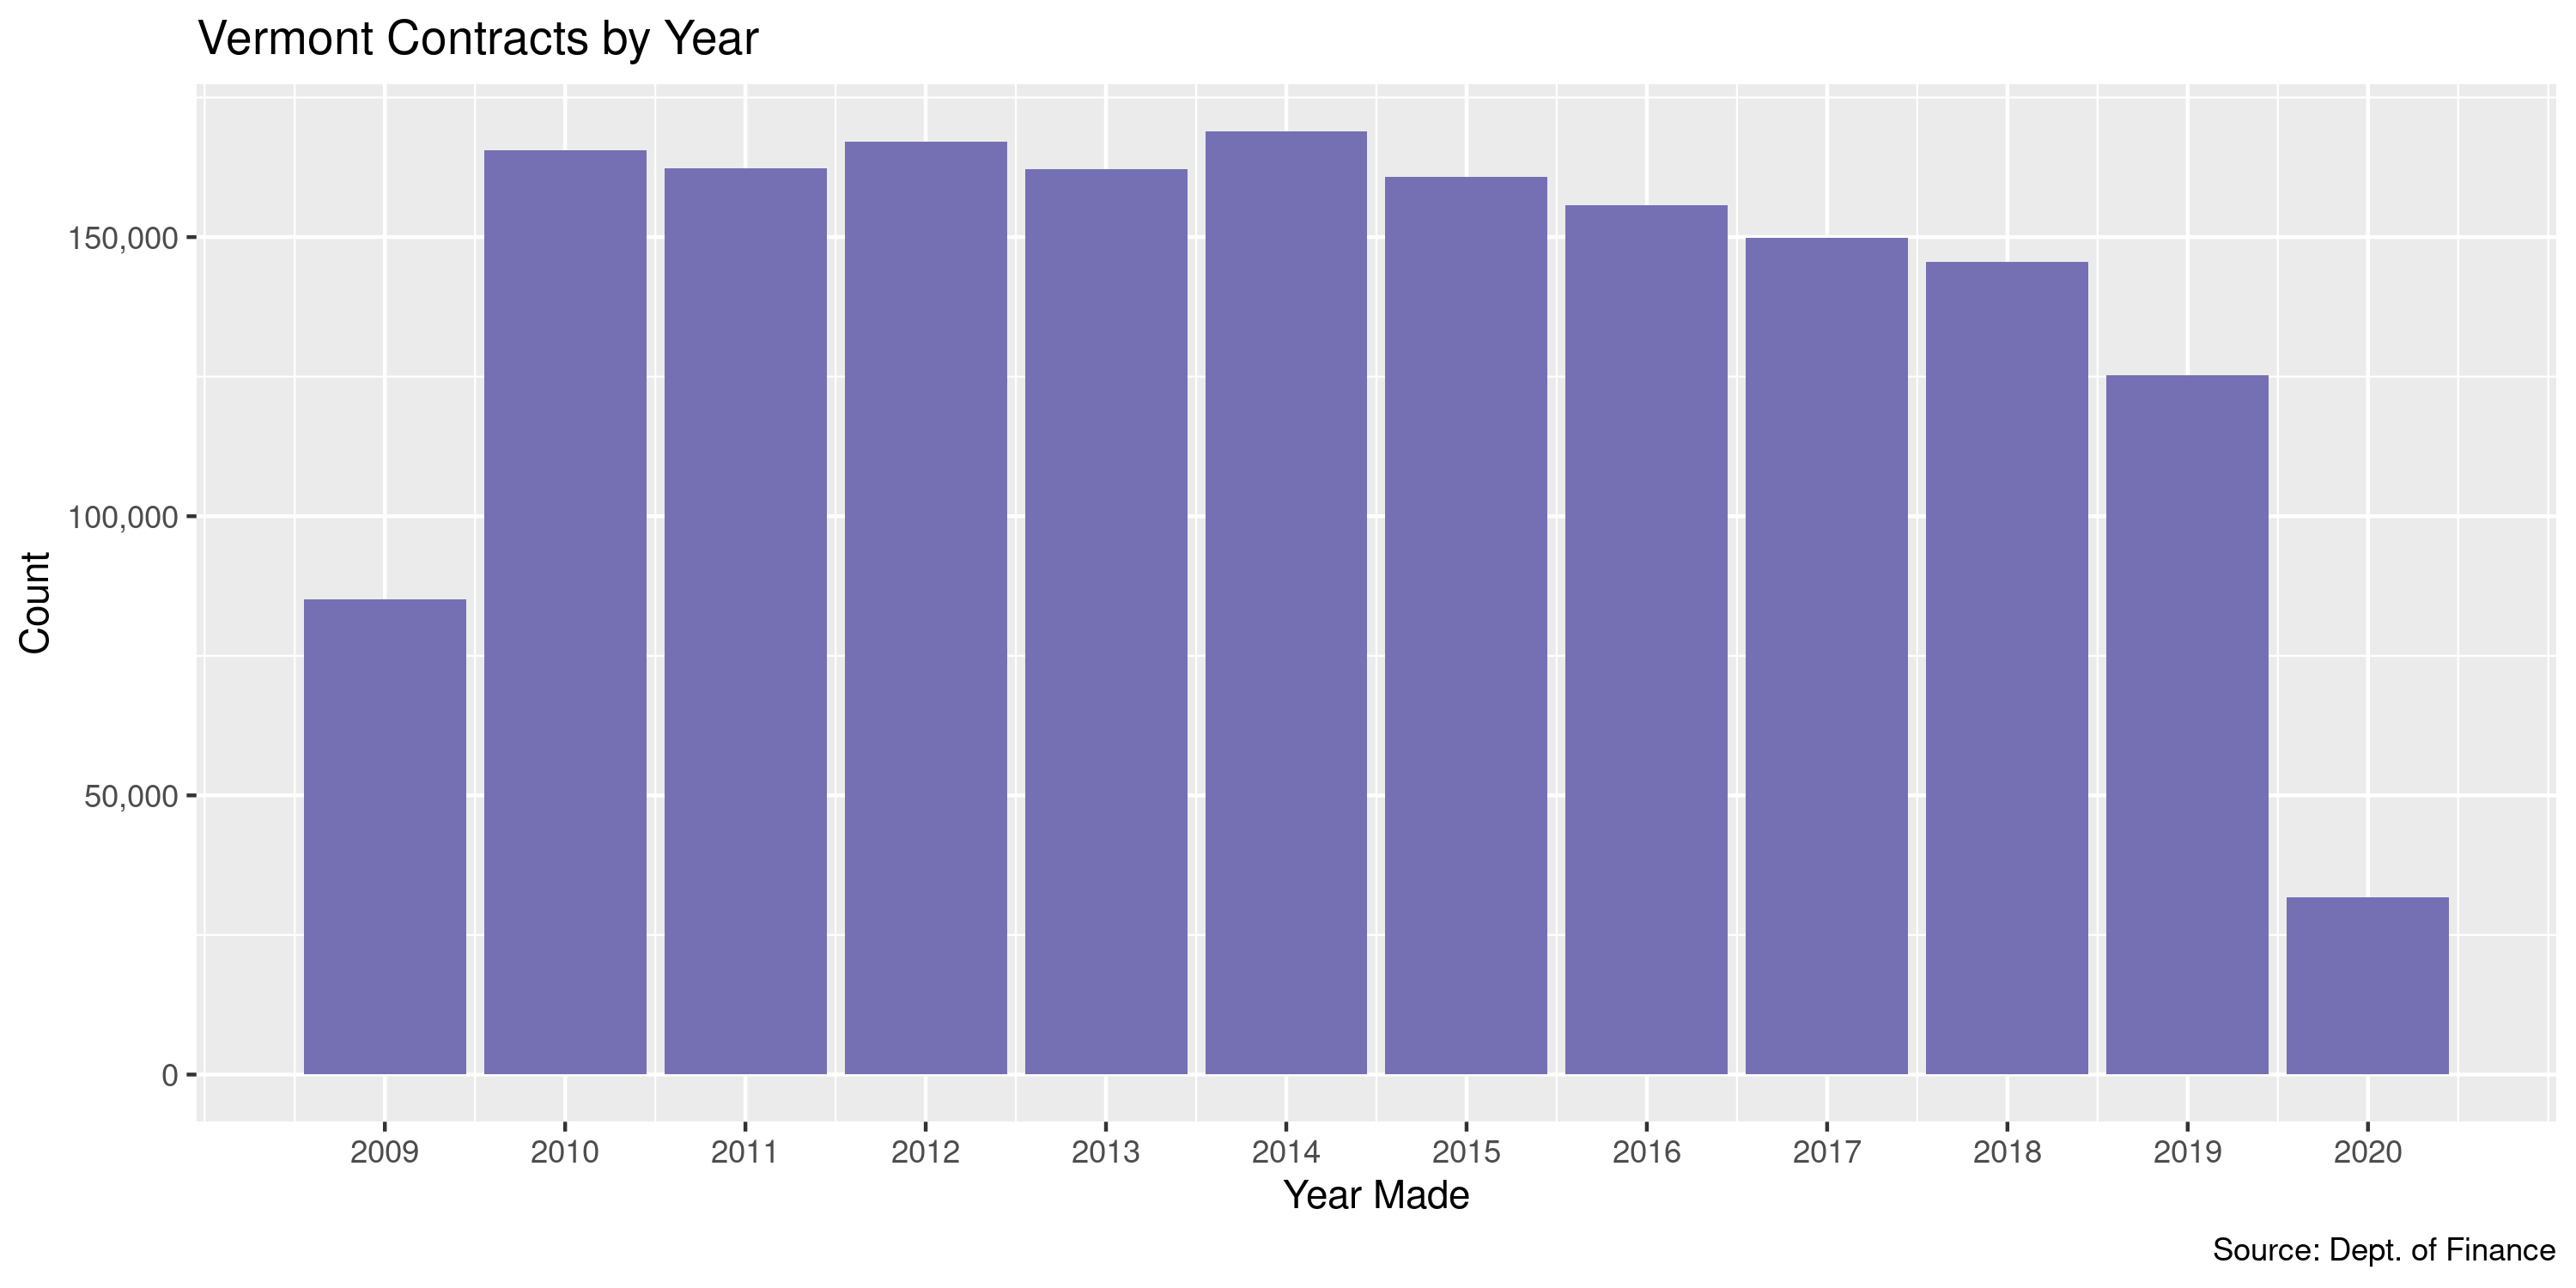 Vermont Contracts by Year
Count
150,000
100,000
50,000
0
2009 2010 2011 2012 2013 2014 2015 2016 2017 2018 2019 2020
Year Made
Source: Dept. of Finance